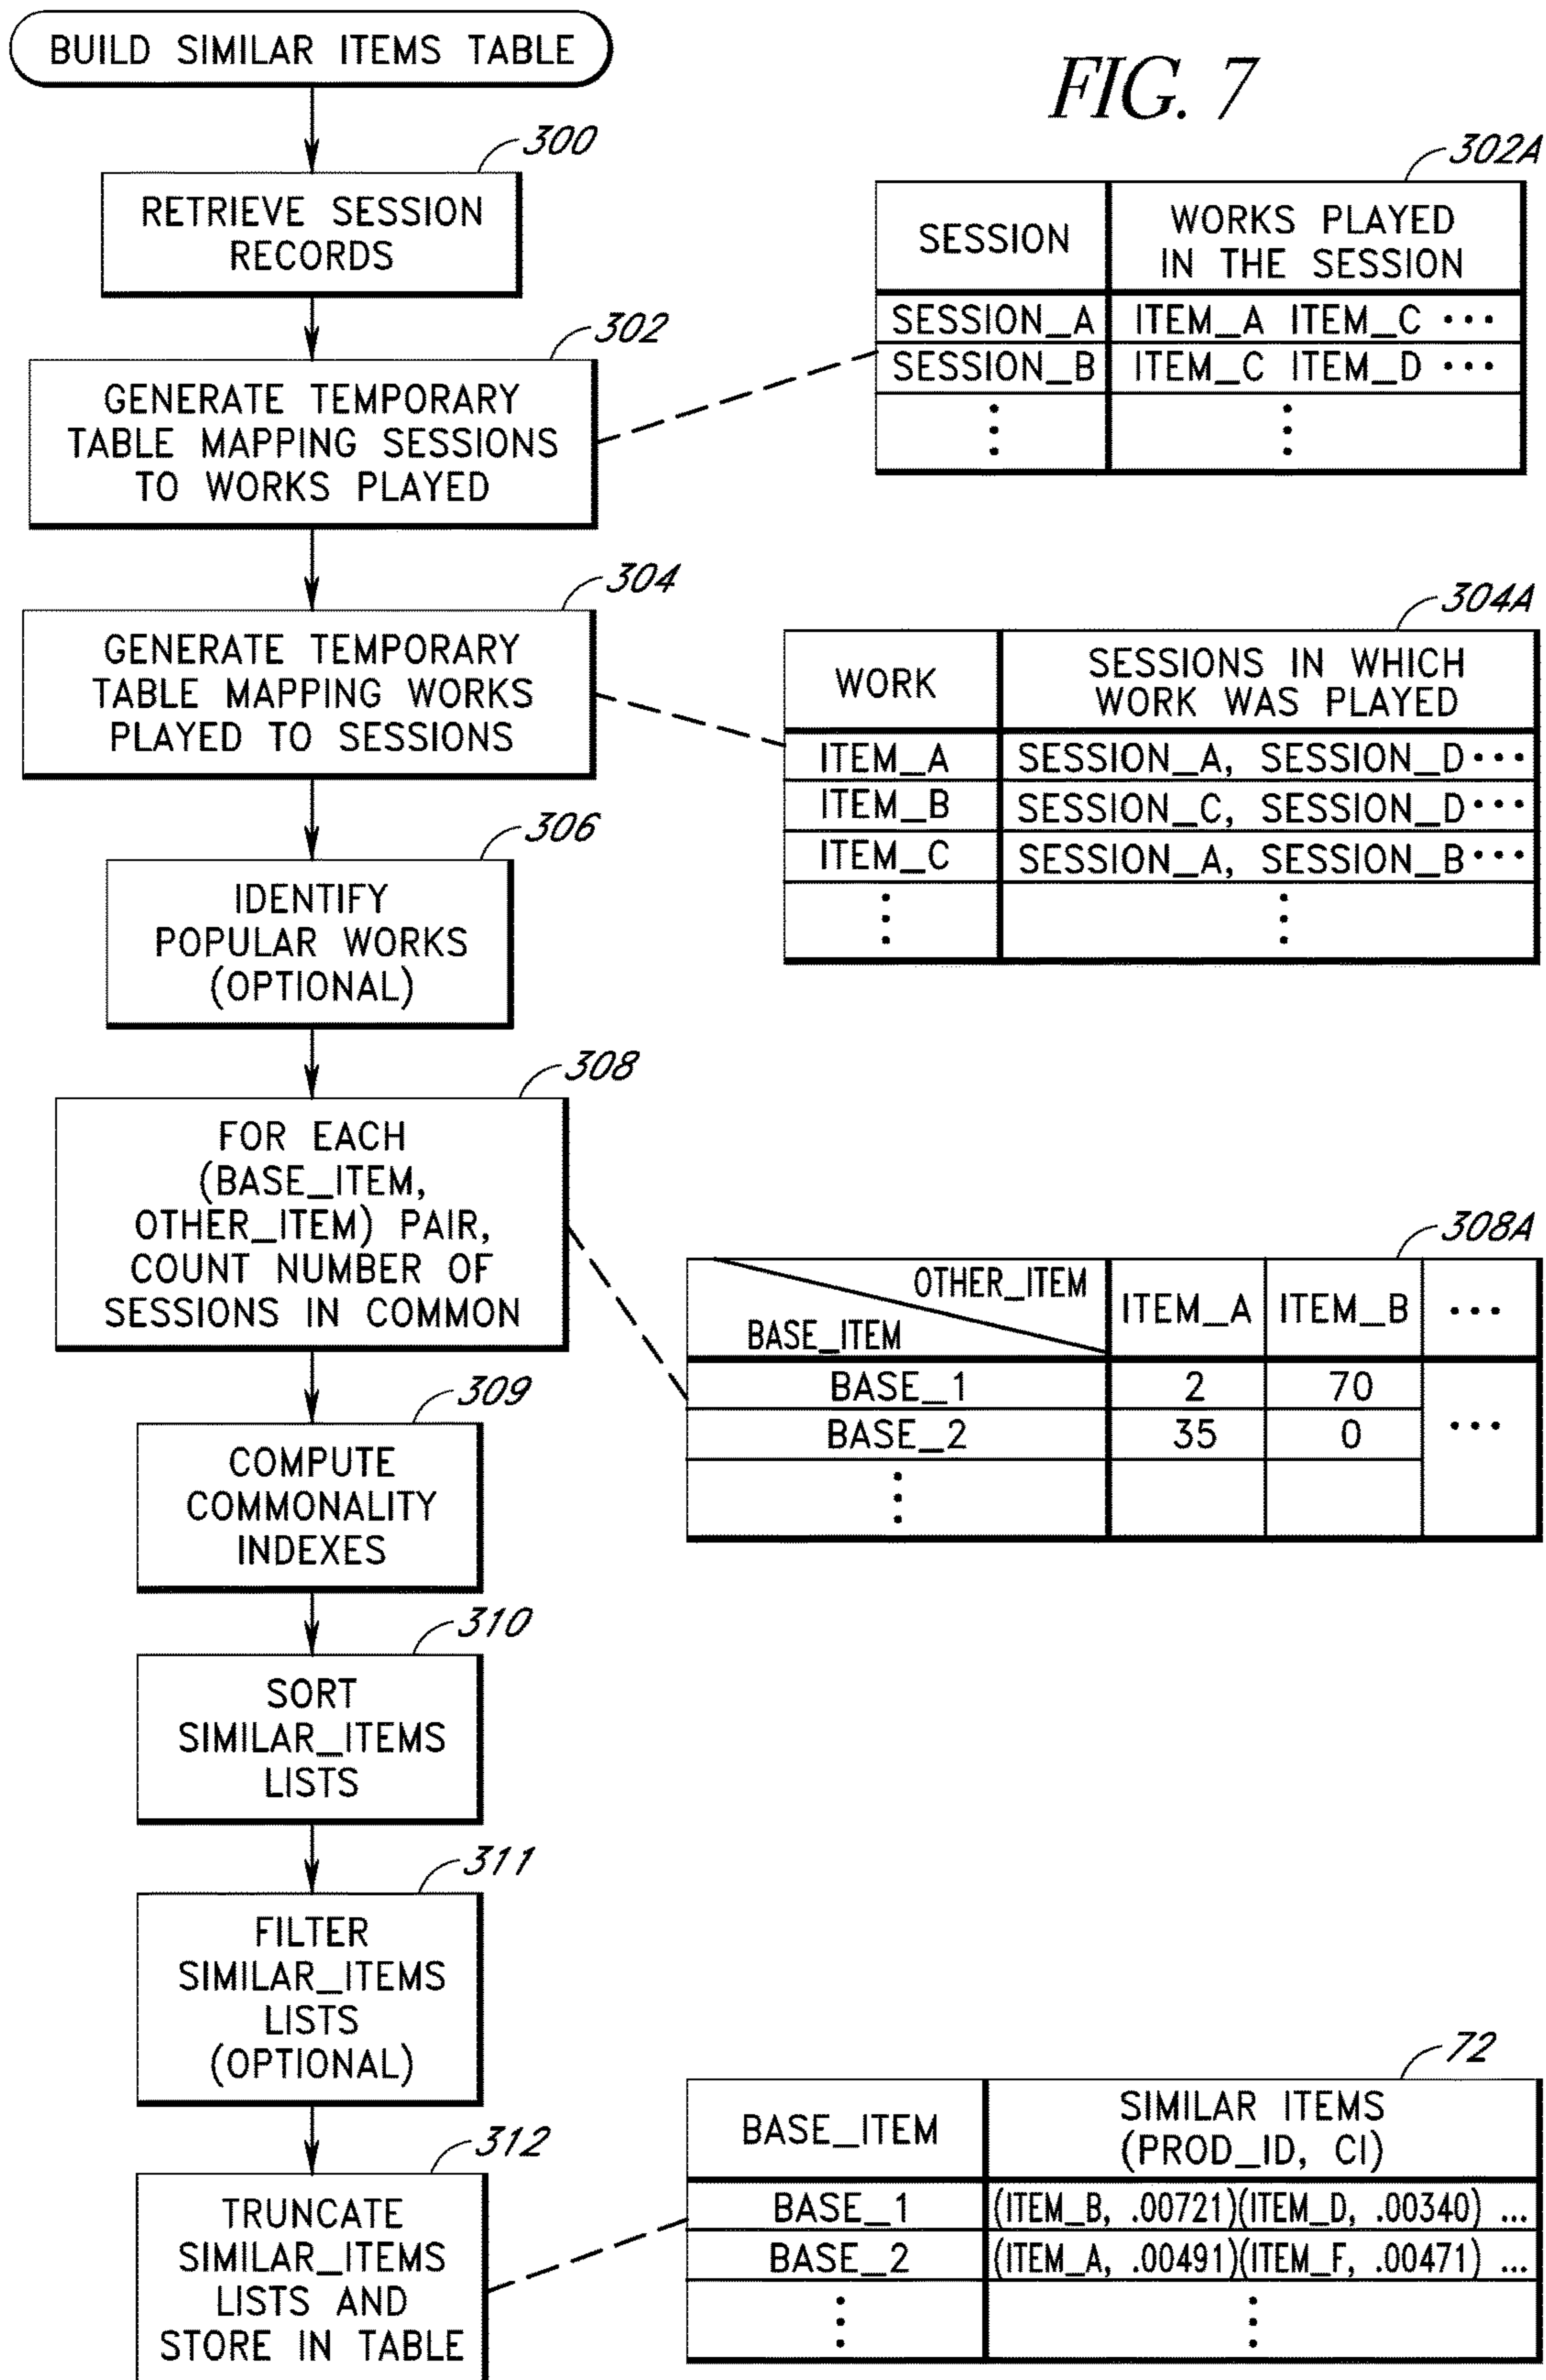 BUILD SIMILAR ITEMS TABLE
FIG. 7
300
RETRIEVE SESSION
RECORDS
302
GENERATE TEMPORARY
TABLE MAPPING SESSIONS
TO WORKS PLAYED
302A
SESSION
WORKS PLAYED
IN THE SESSION
SESSION_A ITEM_A ITEM_C •••
SESSION_B ITEM_C ITEM_D •••
304
GENERATE TEMPORARY
TABLE MAPPING WORKS
PLAYED TO SESSIONS
304A
WORK
SESSIONS IN WHICH
WORK WAS PLAYED
ITEM_A SESSION_A, SESSION_D•••
ITEM_B SESSION_C, SESSION_D•••
ITEM_C SESSION_A, SESSION_B•••
306
IDENTIFY
POPULAR WORKS
(OPTIONAL)
308
FOR EACH
(BASE_ITEM,
OTHER_ITEM) PAIR,
COUNT NUMBER OF
SESSIONS IN COMMON
308A
OTHER_ITEM
BASE_ITEM
ITEM_A ITEM_B •••
BASE_1 2 70
BASE_2 35 0 •••
309
COMPUTE
COMMONALITY
INDEXES
310
SORT
SIMILAR_ITEMS
LISTS
311
FILTER
SIMILAR_ITEMS
LISTS
(OPTIONAL)
312
TRUNCATE
SIMILAR_ITEMS
LISTS AND
STORE IN TABLE
72
BASE_ITEM
SIMILAR ITEMS
(PROD_ID, CI)
BASE_1 (ITEM_B, .00721)(ITEM_D, .00340) ...
BASE_2 (ITEM_A, .00491)(ITEM_F, .00471) ...